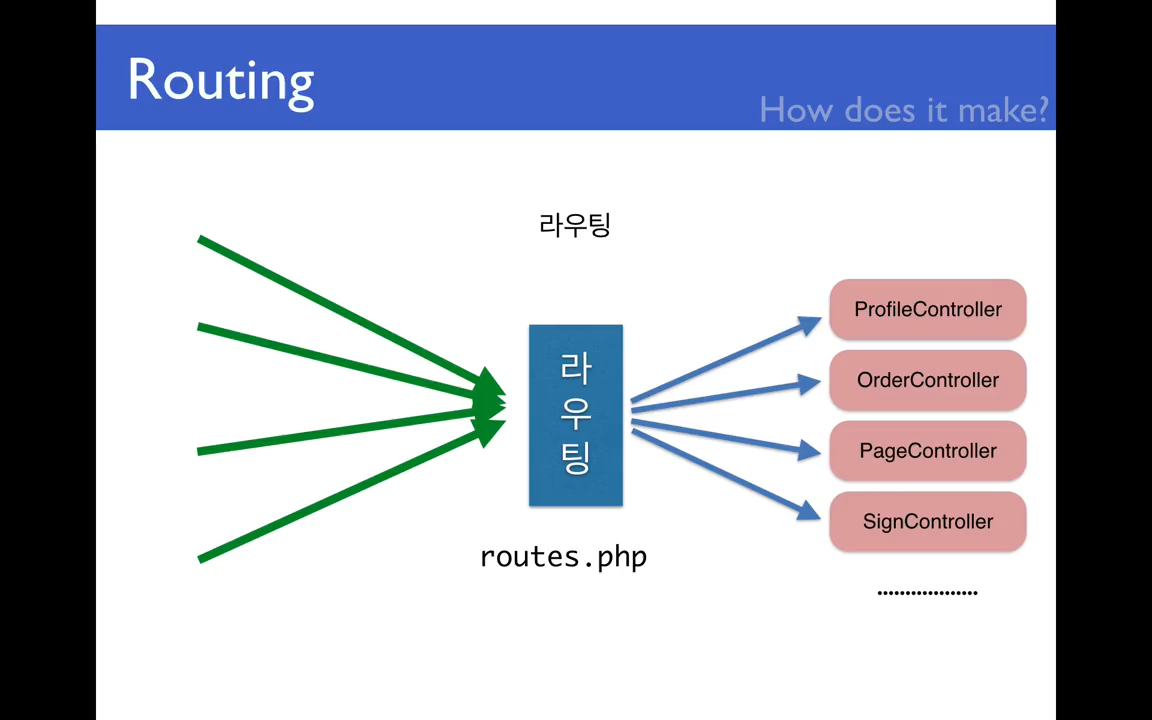 Routing
How does it make?
라우팅
라
우
팅
routes.php
ProfileController
OrderController
PageController
SignController
..................